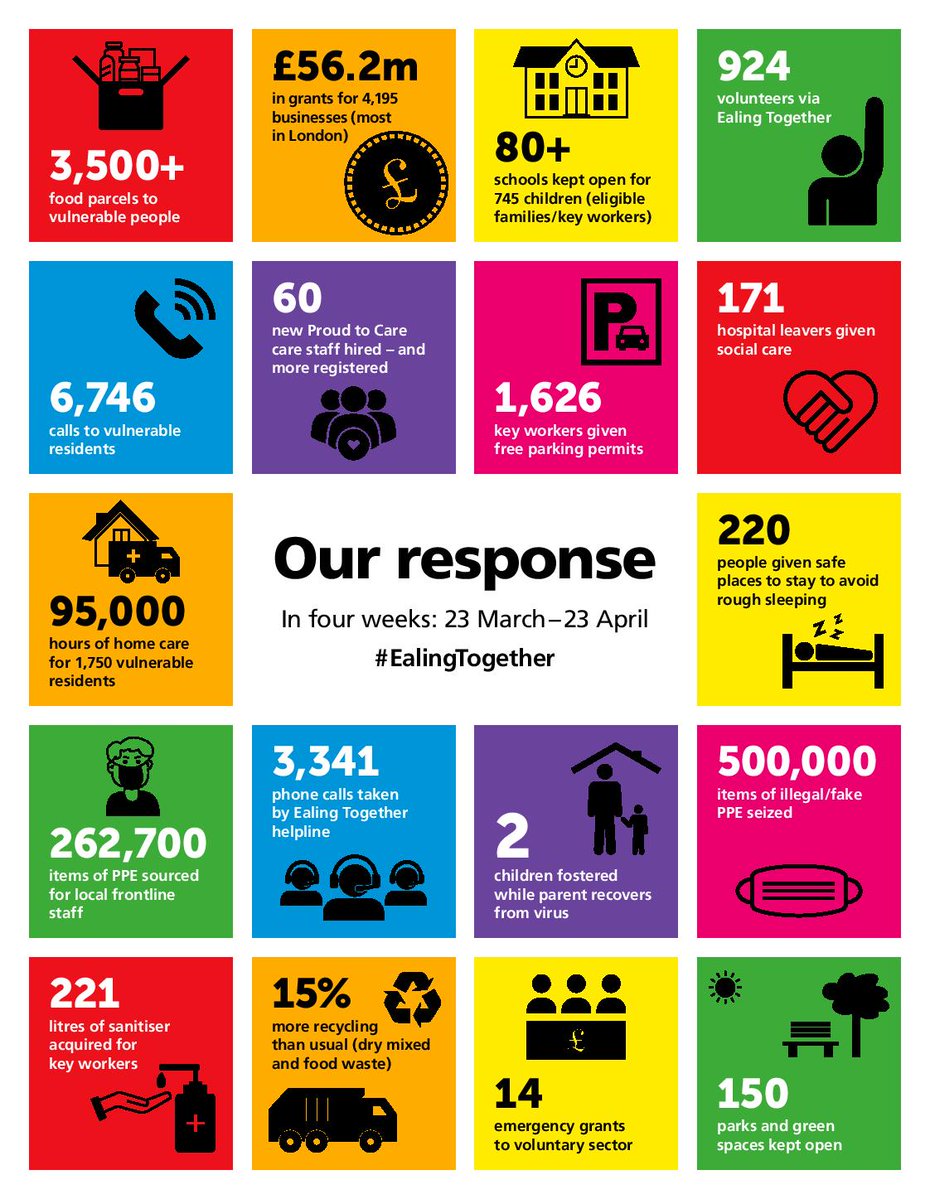 3,500+
food parcels to
vulnerable people
£56.2m
in grants for 4,195
businesses (most
in London)
£
80+
schools kept open for
745 children (eligible
families/key workers)
924
volunteers via
Ealing Together
6,746
calls to vulnerable
residents
60
new Proud to Care
care staff hired – and
more registered
P
1,626
key workers given
free parking permits
171
hospital leavers given
social care
95,000
hours of home care
for 1,750 vulnerable
residents
Our response
In four weeks: 23 March – 23 April
#EalingTogether
220
people given safe
places to stay to avoid
rough sleeping
z z z z
262,700
items of PPE sourced
for local frontline
staff
3,341
phone calls taken
by Ealing Together
helpline
2
children fostered
while parent recovers
from virus
500,000
items of illegal/fake
PPE seized
221
litres of sanitiser
acquired for
key workers
15%
more recycling
than usual (dry mixed
and food waste)
£
14
emergency grants
to voluntary sector
150
parks and green
spaces kept open